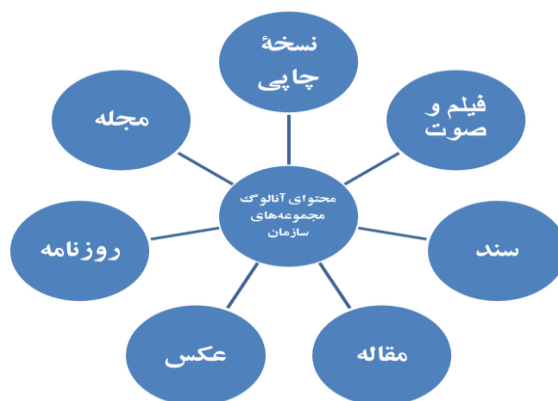 نسخهٔ
چاپی
فیلم و
صوت
سند
مقاله
عکس
روزنامه
مجله
محتوای آنالوگ
مجموعه‌های
سازمان